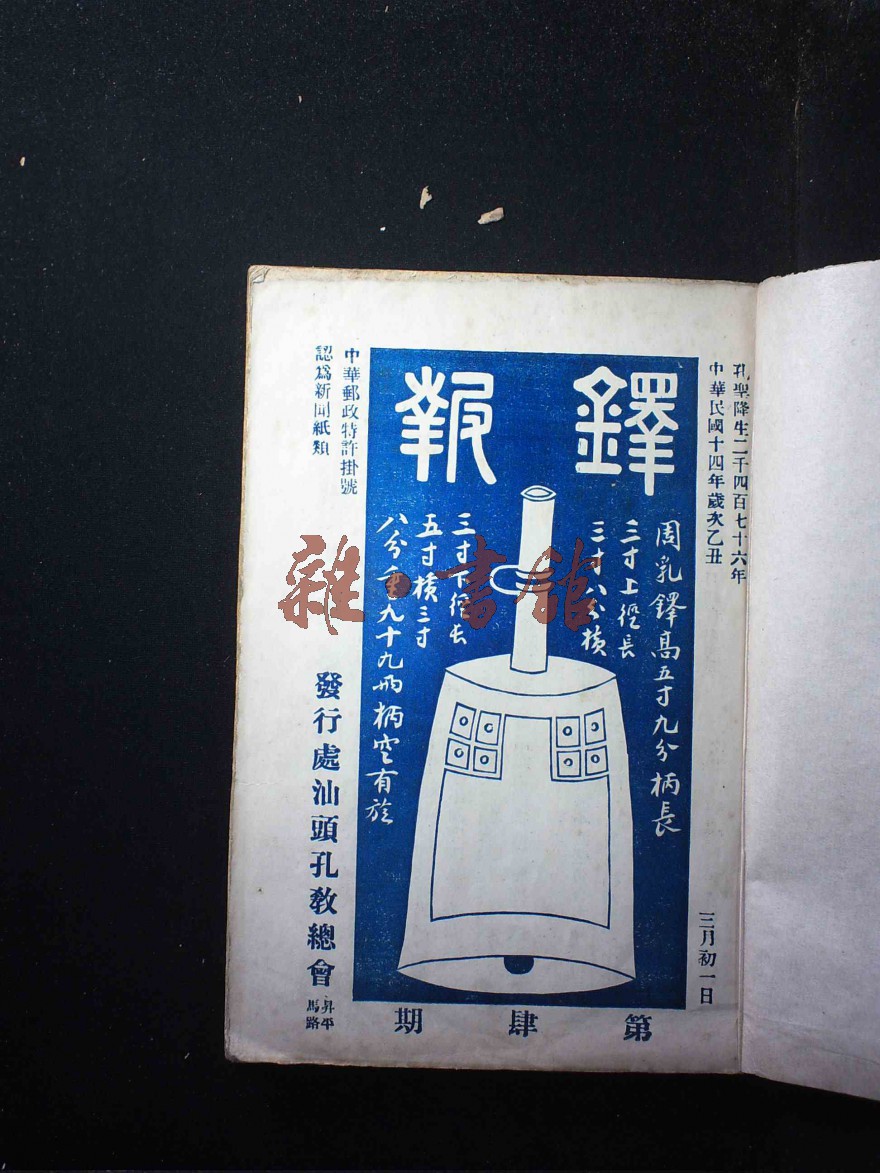 孔聖降生二千四百七十六年
中華民國十四年歲次乙丑
三月初一日
鐸報
周乳鐸高五寸九分柄長
三寸上徑長
三寸八分橫
三寸下徑長
五寸橫三寸
八分重九十九兩柄空有旋
中華郵政特許掛號
認為新聞紙類
發行處汕頭孔教總會
昇平
馬路
第肆期
雜·書館